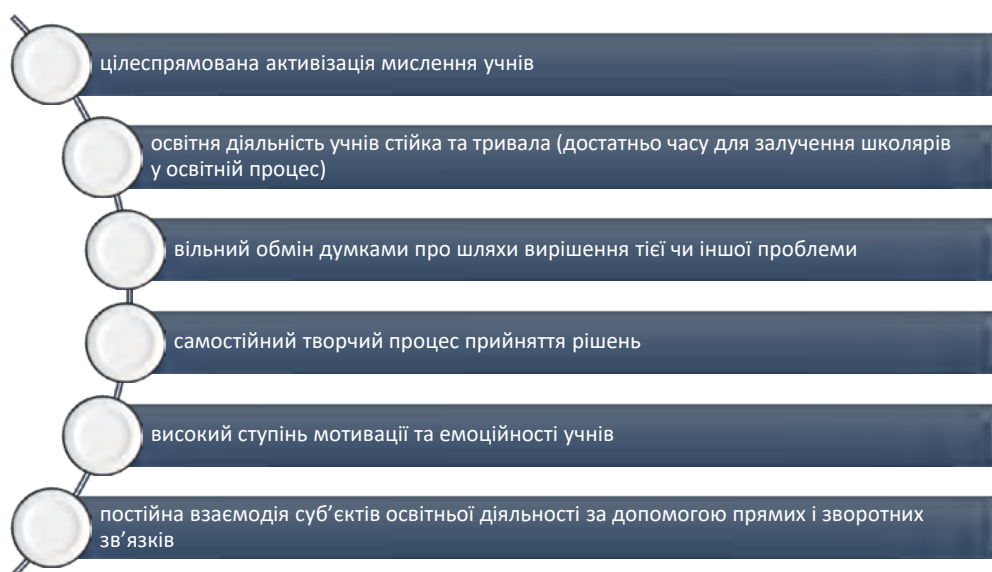 цілеспрямована активізація мислення учнів
освітня діяльність учнів стійка та тривала (достатньо часу для залучення школярів
у освітній процес)
вільний обмін думками про шляхи вирішення тієї чи іншої проблеми
самостійний творчий процес прийняття рішень
високий ступінь мотивації та емоційності учнів
постійна взаємодія суб’єктів освітньої діяльності за допомогою прямих і зворотних
зв’язків